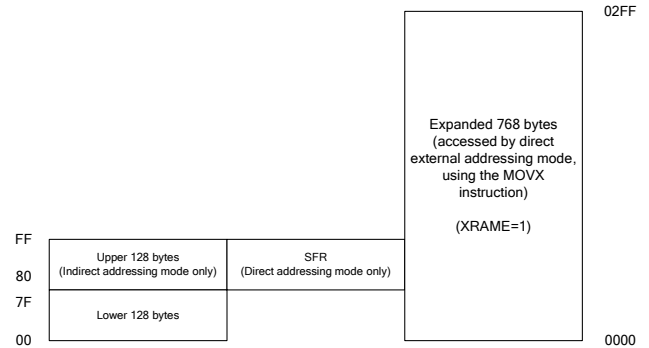 02FF
Expanded 768 bytes
(accessed by direct
external addressing mode,
using the MOVX
instruction)
(XRAME=1)
FF
Upper 128 bytes
(Indirect addressing mode only)
SFR
(Direct addressing mode only)
80
7F
Lower 128 bytes
00
0000